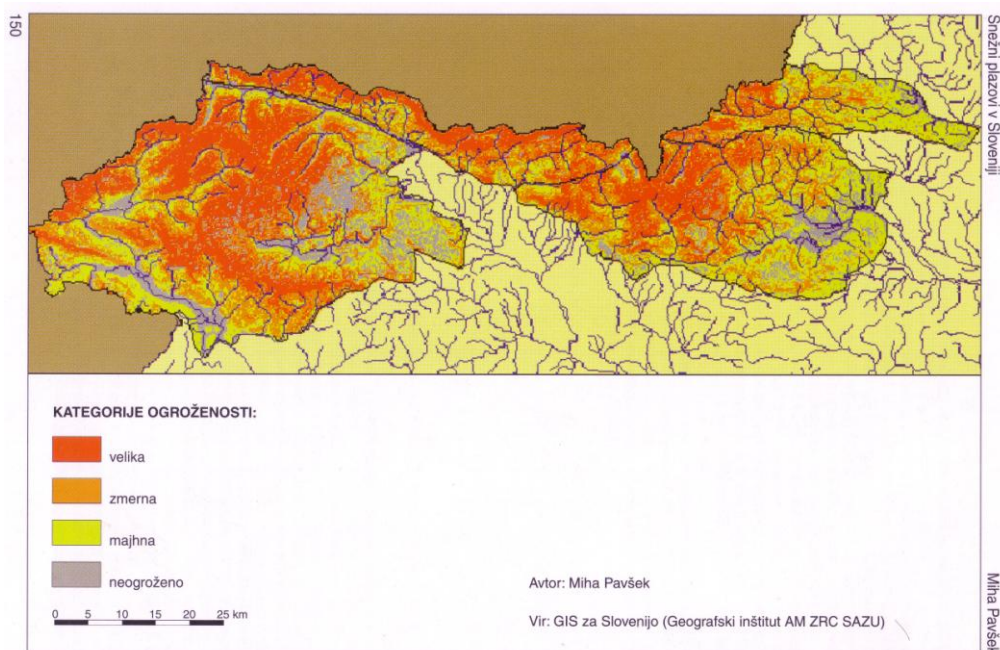 150
Snežni plazovi v Sloveniji
KATEGORIJE OGROŽENOSTI:
velika
zmerna
majhna
neogroženo
0 5 10 15 20 25 km
Avtor: Miha Pavšek
Vir: GIS za Slovenijo (Geografski inštitut AM ZRC SAZU)
Miha Pavšek